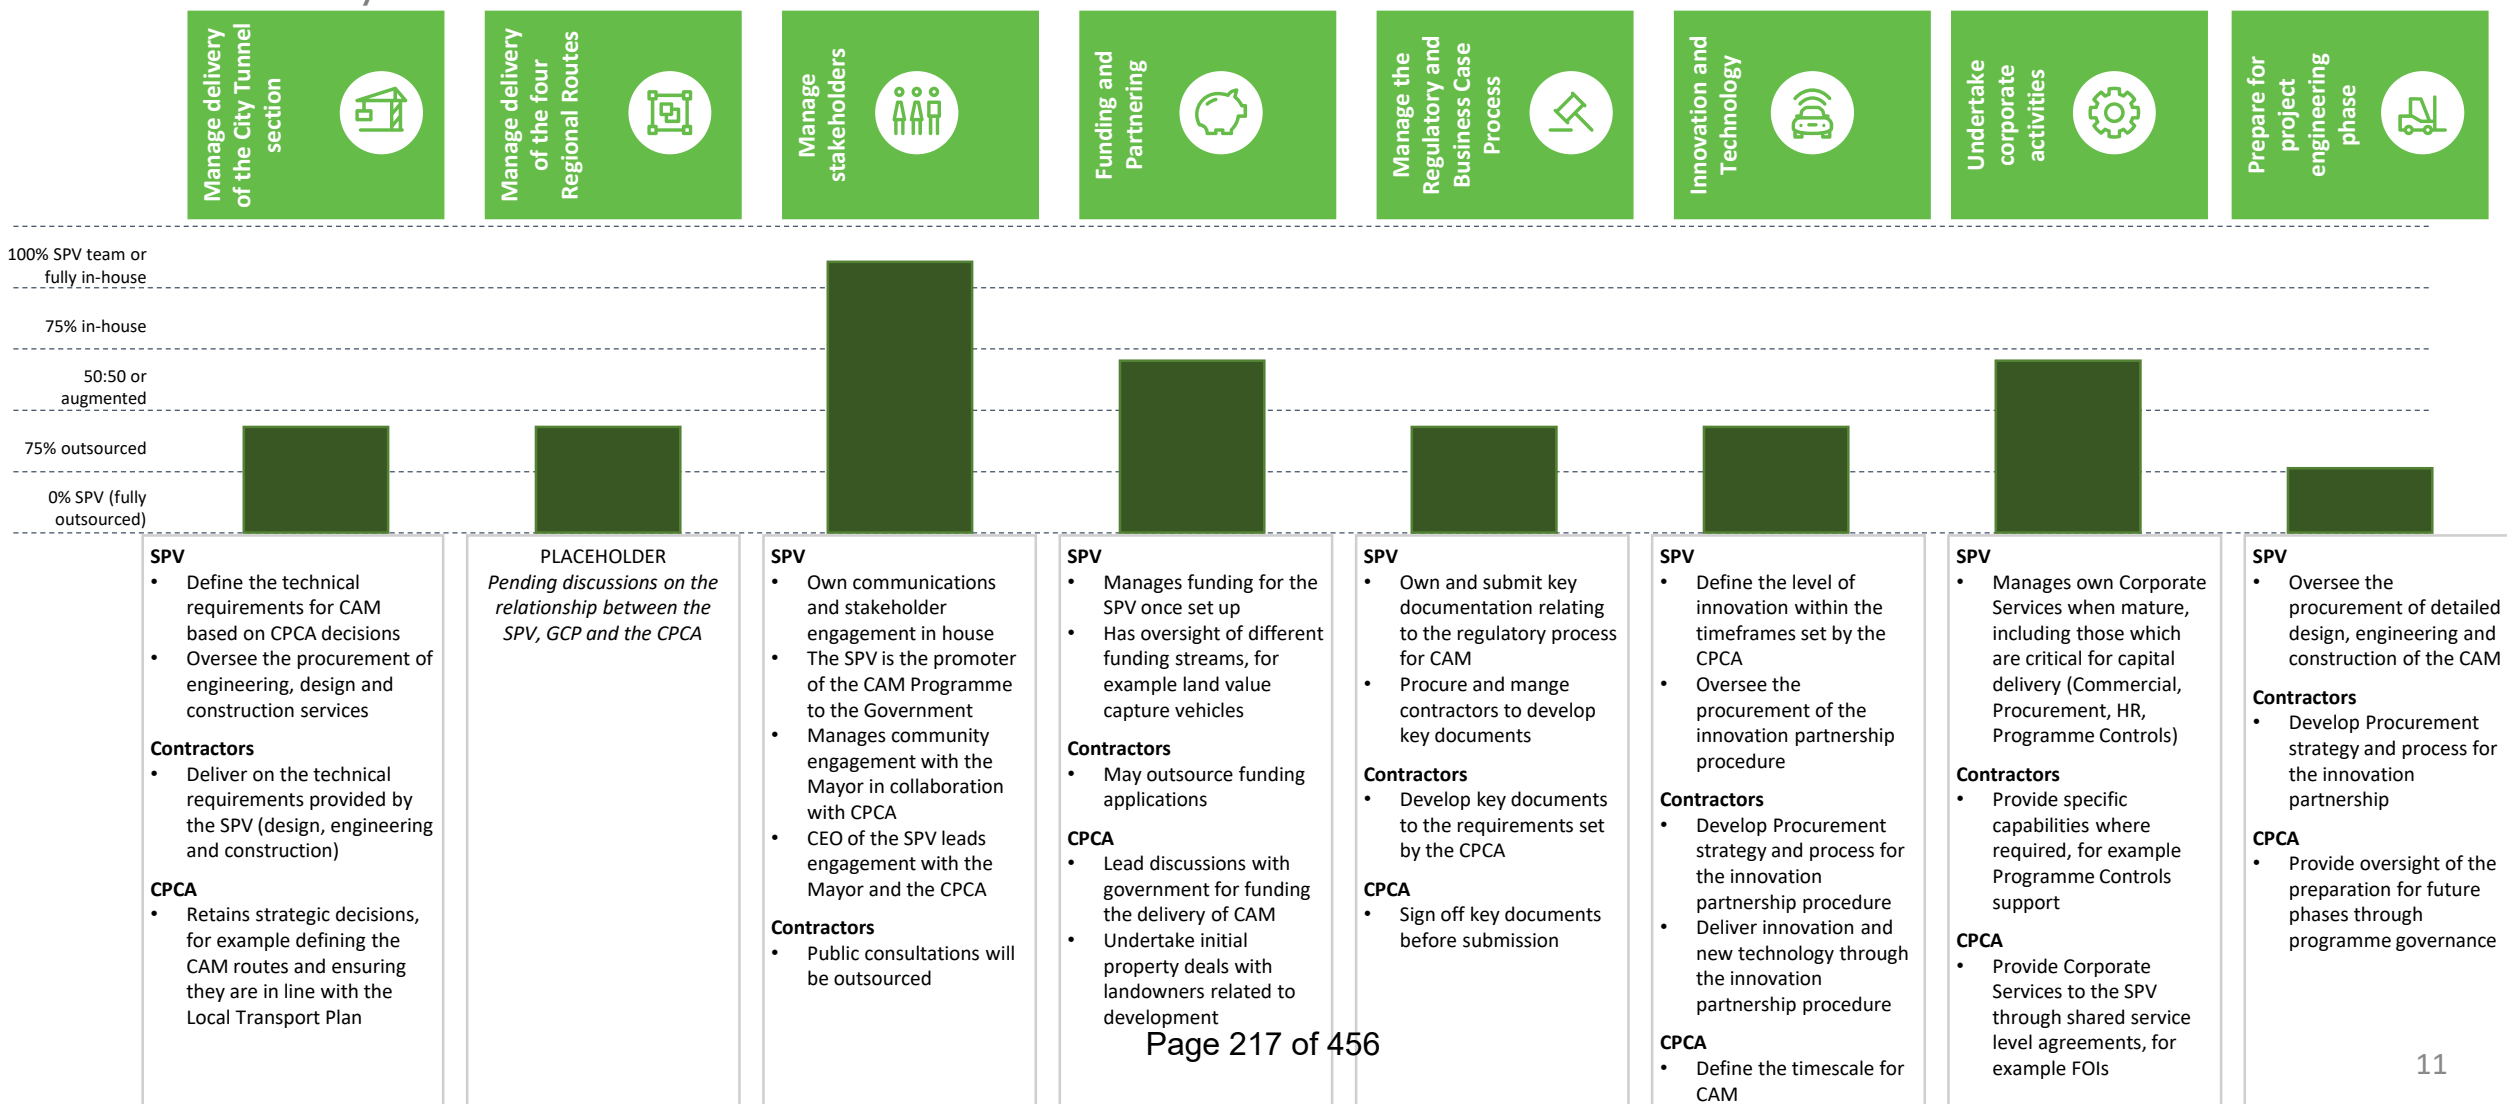 Manage delivery
of the City Tunnel
section
Manage delivery
of the four
Regional Routes
Manage
stakeholders
Funding and
Partnering
Manage the
Regulatory and
Business Case
Process
Innovation and
Technology
Undertake
corporate
activities
Prepare for
project
engineering
phase
100% SPV team or
fully in-house
75% in-house
50:50 or
augmented
75% outsourced
0% SPV (fully
outsourced)
SPV
• Define the technical
requirements for CAM
based on CPCA decisions
• Oversee the procurement of
engineering, design and
construction services
Contractors
• Deliver on the technical
requirements provided by
the SPV (design, engineering
and construction)
CPCA
• Retains strategic decisions,
for example defining the
CAM routes and ensuring
they are in line with the
Local Transport Plan
PLACEHOLDER
Pending discussions on the
relationship between the
SPV, GCP and the CPCA
SPV
• Own communications
and stakeholder
engagement in house
• The SPV is the promoter
of the CAM Programme
to the Government
• Manages community
engagement with the
Mayor in collaboration
with CPCA
• CEO of the SPV leads
engagement with the
Mayor and the CPCA
Contractors
• Public consultations will
be outsourced
SPV
• Manages funding for the
SPV once set up
• Has oversight of different
funding streams, for
example land value
capture vehicles
Contractors
• May outsource funding
applications
CPCA
• Lead discussions with
government for funding
the delivery of CAM
• Undertake initial
property deals with
landowners related to
development
SPV
• Own and submit key
documentation relating
to the regulatory process
for CAM
• Procure and mange
contractors to develop
key documents
Contractors
• Develop key documents
to the requirements set
by the CPCA
CPCA
• Sign off key documents
before submission
SPV
• Define the level of
innovation within the
timeframes set by the
CPCA
• Oversee the
procurement of the
innovation partnership
procedure
Contractors
• Develop Procurement
strategy and process for
the innovation
partnership procedure
• Deliver innovation and
new technology through
the innovation
partnership procedure
CPCA
• Define the timescale for
CAM
SPV
• Manages own Corporate
Services when mature,
including those which
are critical for capital
delivery (Commercial,
Procurement, HR,
Programme Controls)
Contractors
• Provide specific
capabilities where
required, for example
Programme Controls
support
CPCA
• Provide Corporate
Services to the SPV
through shared service
level agreements, for
example FOIs
SPV
• Oversee the
procurement of detailed
design, engineering and
construction of the CAM
Contractors
• Develop Procurement
strategy and process for
the innovation
partnership
CPCA
• Provide oversight of the
preparation for future
phases through
programme governance
Page 217 of 456
11